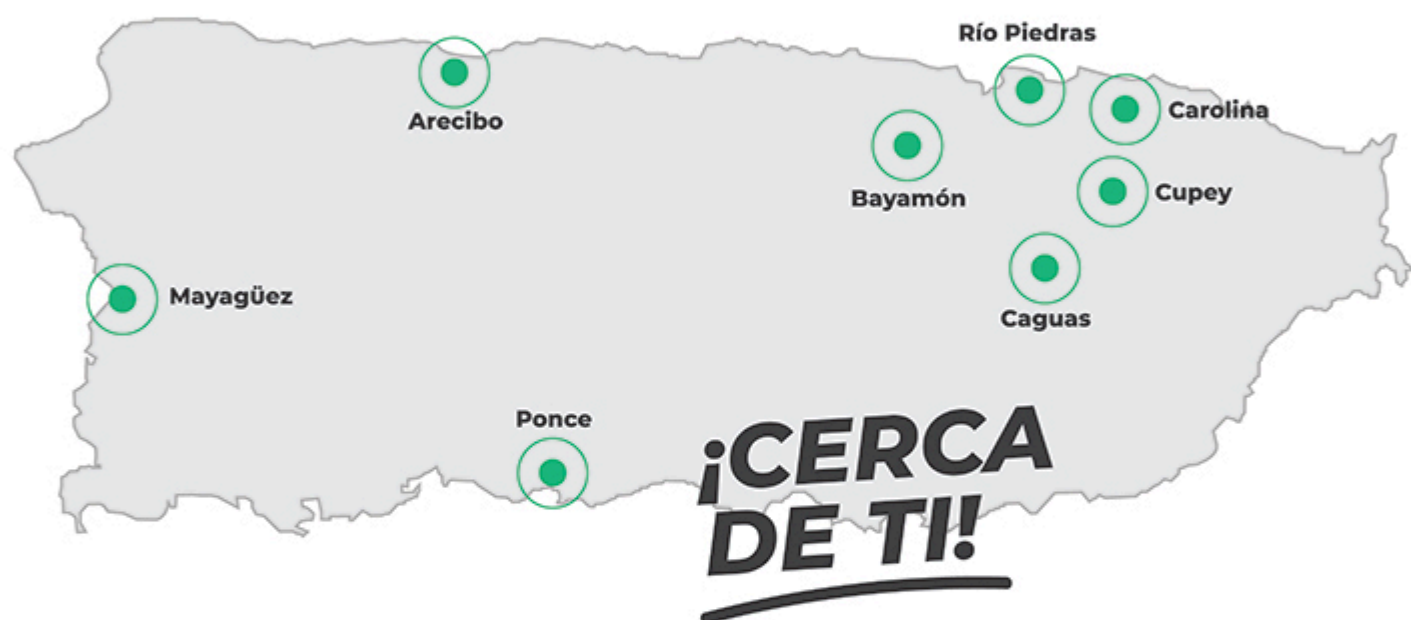 Río Piedras
Carolina
Arecibo
Bayamón
Cupey
Mayagüez
Caguas
Ponce
¡CERCA
DE TI!